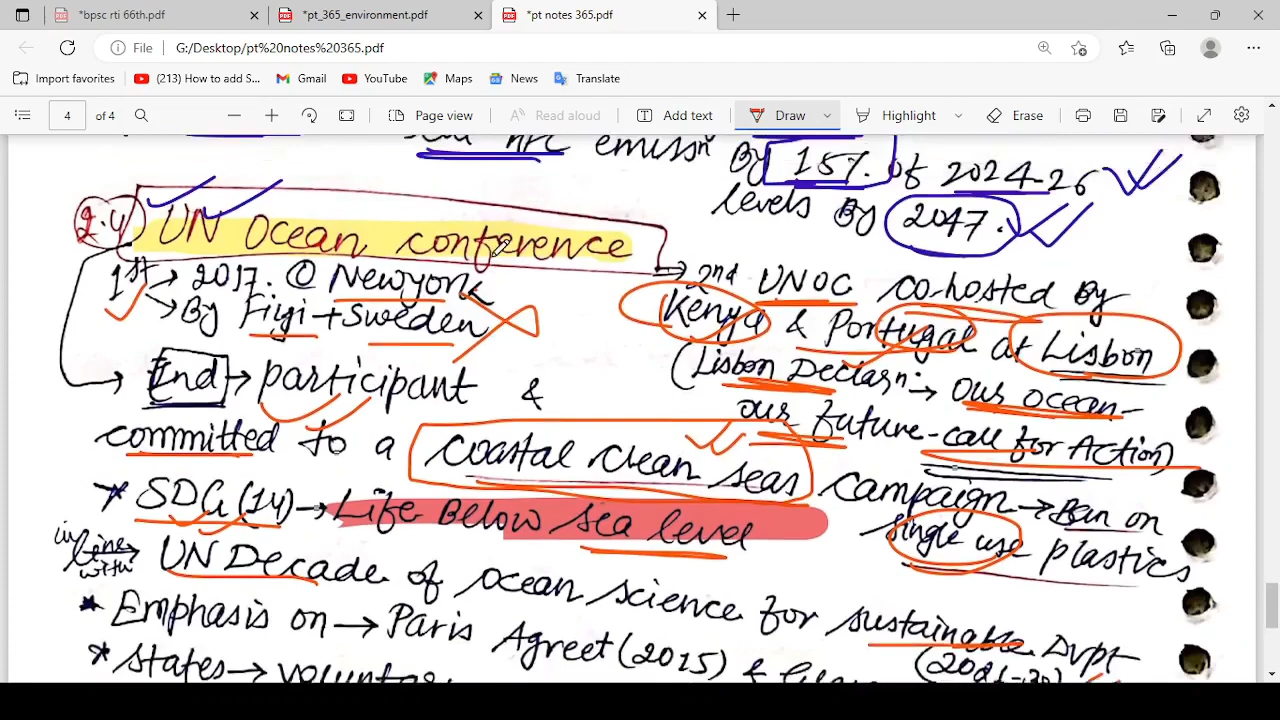 *bpsc rti 66th.pdf
*pt_365_environment.pdf
*pt notes 365.pdf
File
G:/Desktop/pt%20notes%20365.pdf
Import favorites
(213) How to add S...
Gmail
YouTube
Maps
News
Translate
4
of 4
Page view
Read aloud
Add text
Draw
Highlight
Erase
HFC emissn
By 15% of 2024-26
levels By 2047.
2.4 UN Ocean conference
1st → 2017. @ Newyork
→ By Fiji + Sweden
→ 2nd UNOC co-hosted By
Kenya & Portugal at Lisbon
(Lisbon Declarn → our ocean-
our future - call for Action)
→ End → participant &
committed to a coastal clean seas campaign → Ban on
single use plastics
* SDG (14) → Life Below sea level
in line with → UN Decade of ocean science for sustainable Dvpt
* Emphasis on → Paris Agreet (2015) &
* states →